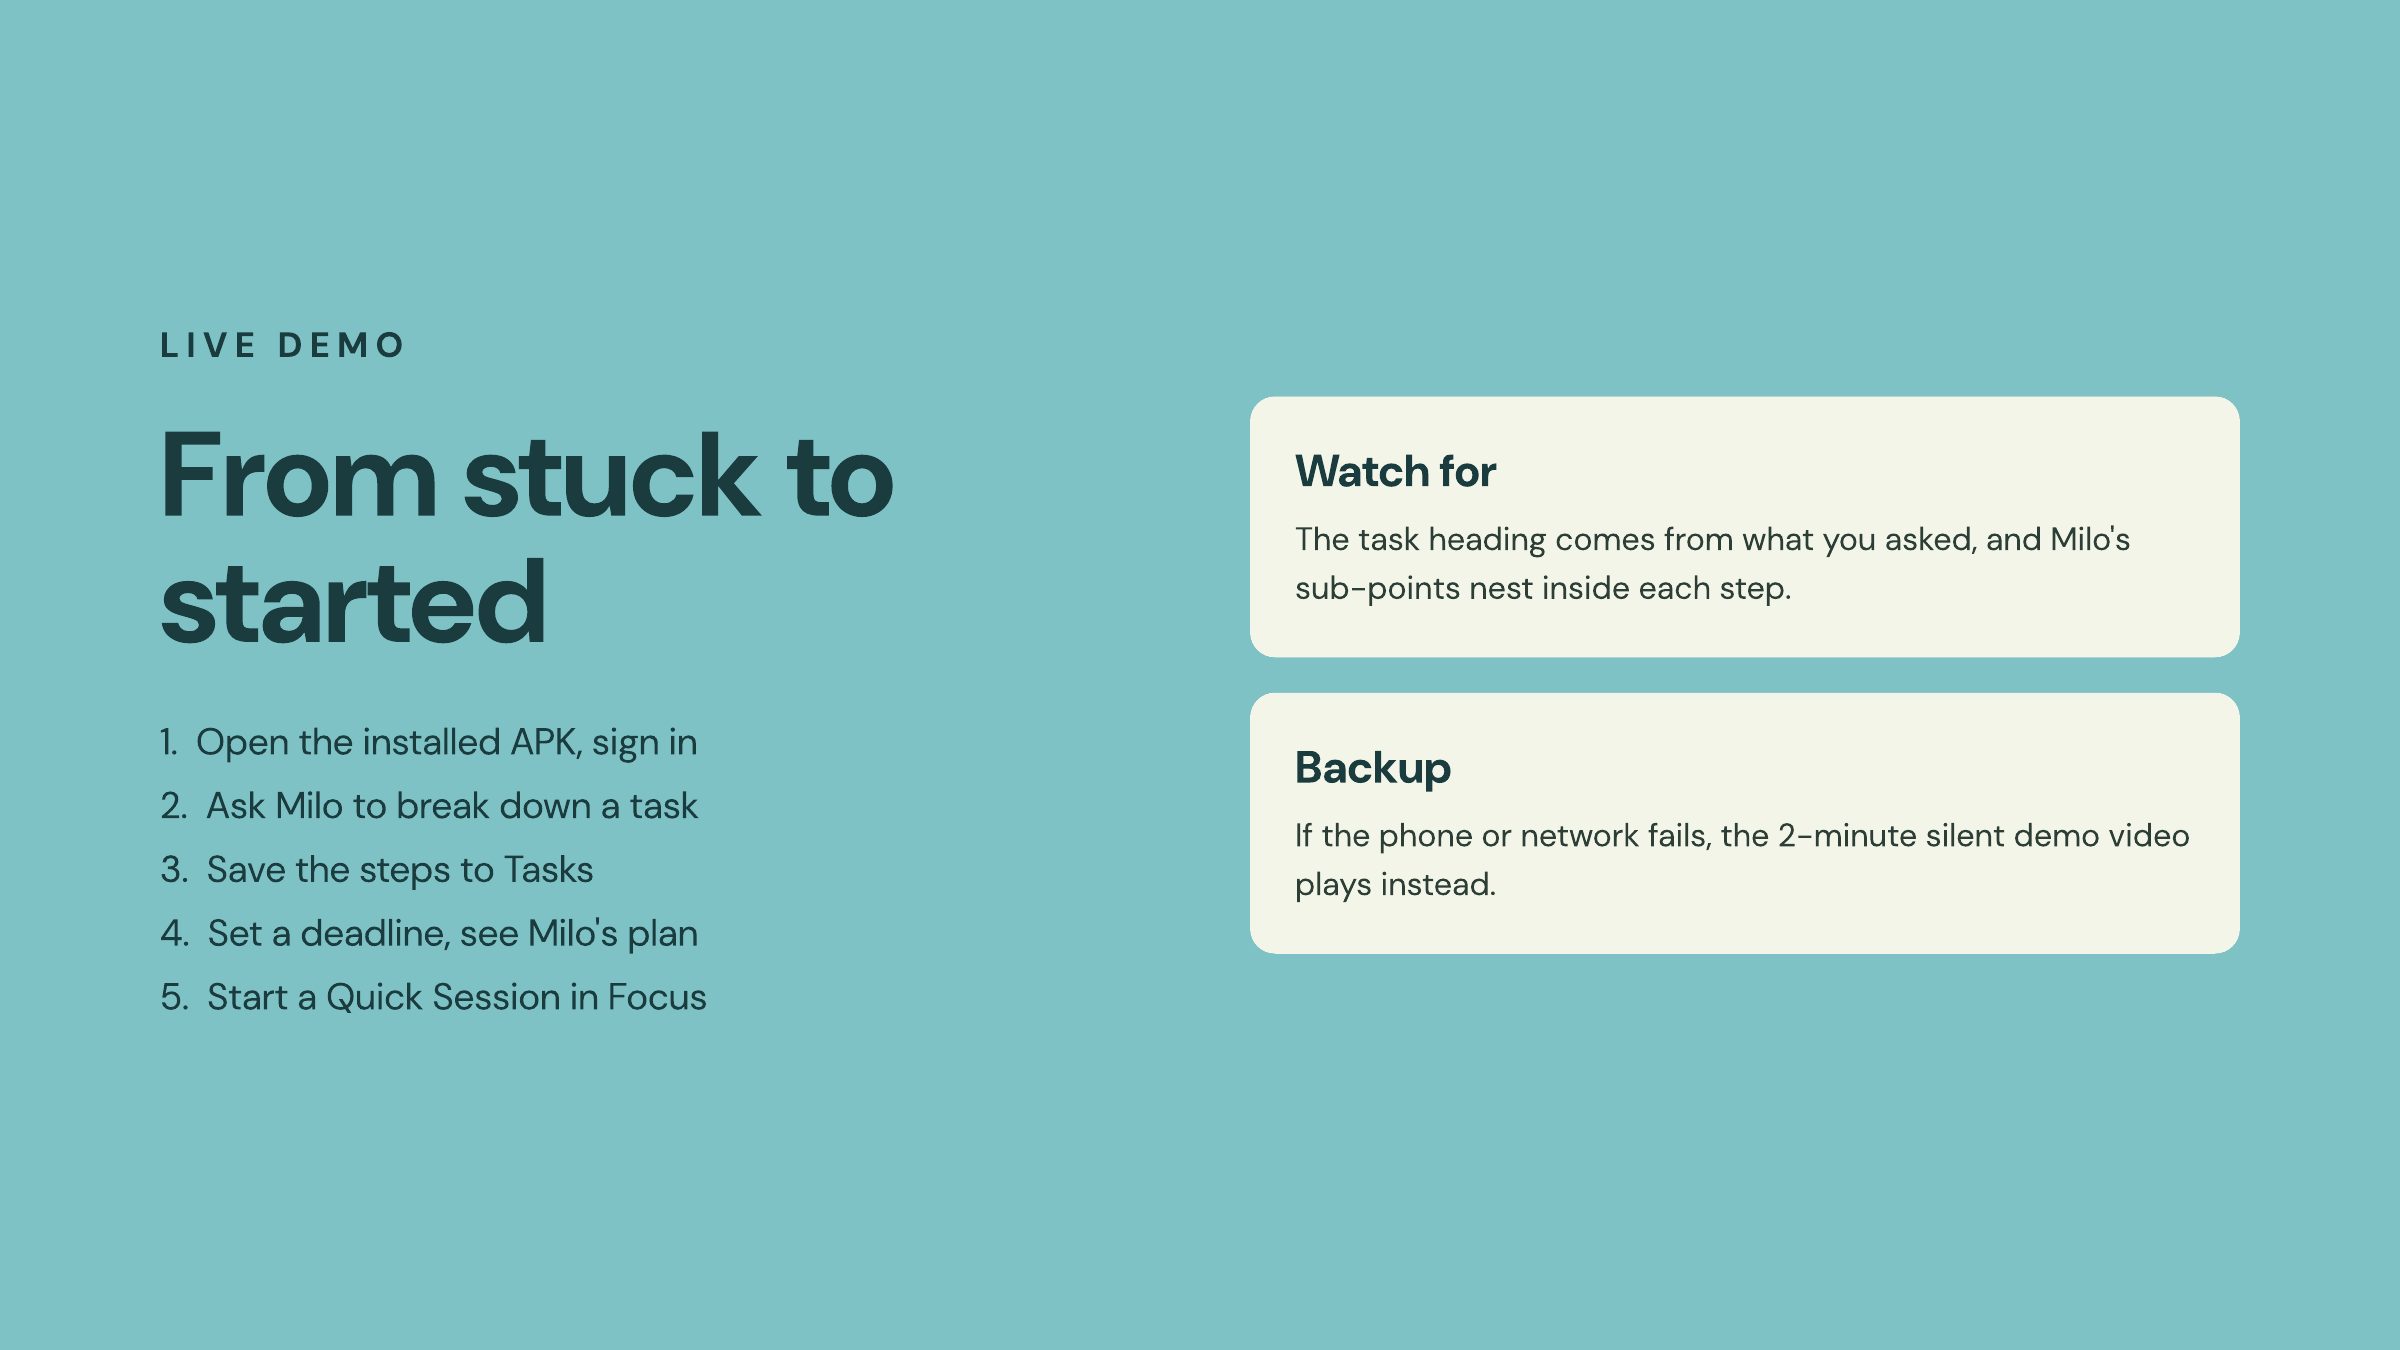 LIVE DEMO
From stuck to
started
1. Open the installed APK, sign in
2. Ask Milo to break down a task
3. Save the steps to Tasks
4. Set a deadline, see Milo's plan
5. Start a Quick Session in Focus
Watch for
The task heading comes from what you asked, and Milo's
sub-points nest inside each step.
Backup
If the phone or network fails, the 2-minute silent demo video
plays instead.